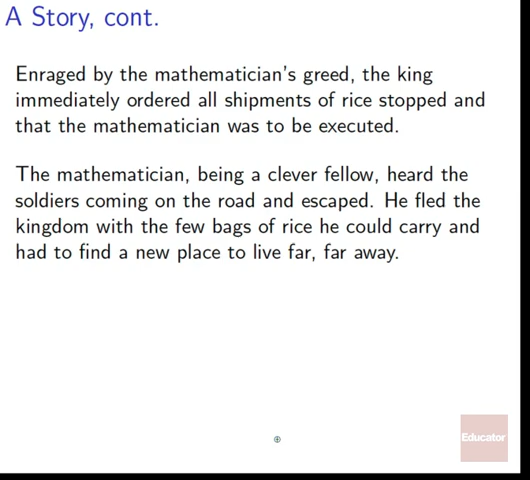 A Story, cont.
Enraged by the mathematician's greed, the king
immediately ordered all shipments of rice stopped and
that the mathematician was to be executed.
The mathematician, being a clever fellow, heard the
soldiers coming on the road and escaped. He fled the
kingdom with the few bags of rice he could carry and
had to find a new place to live far, far away.
Educator